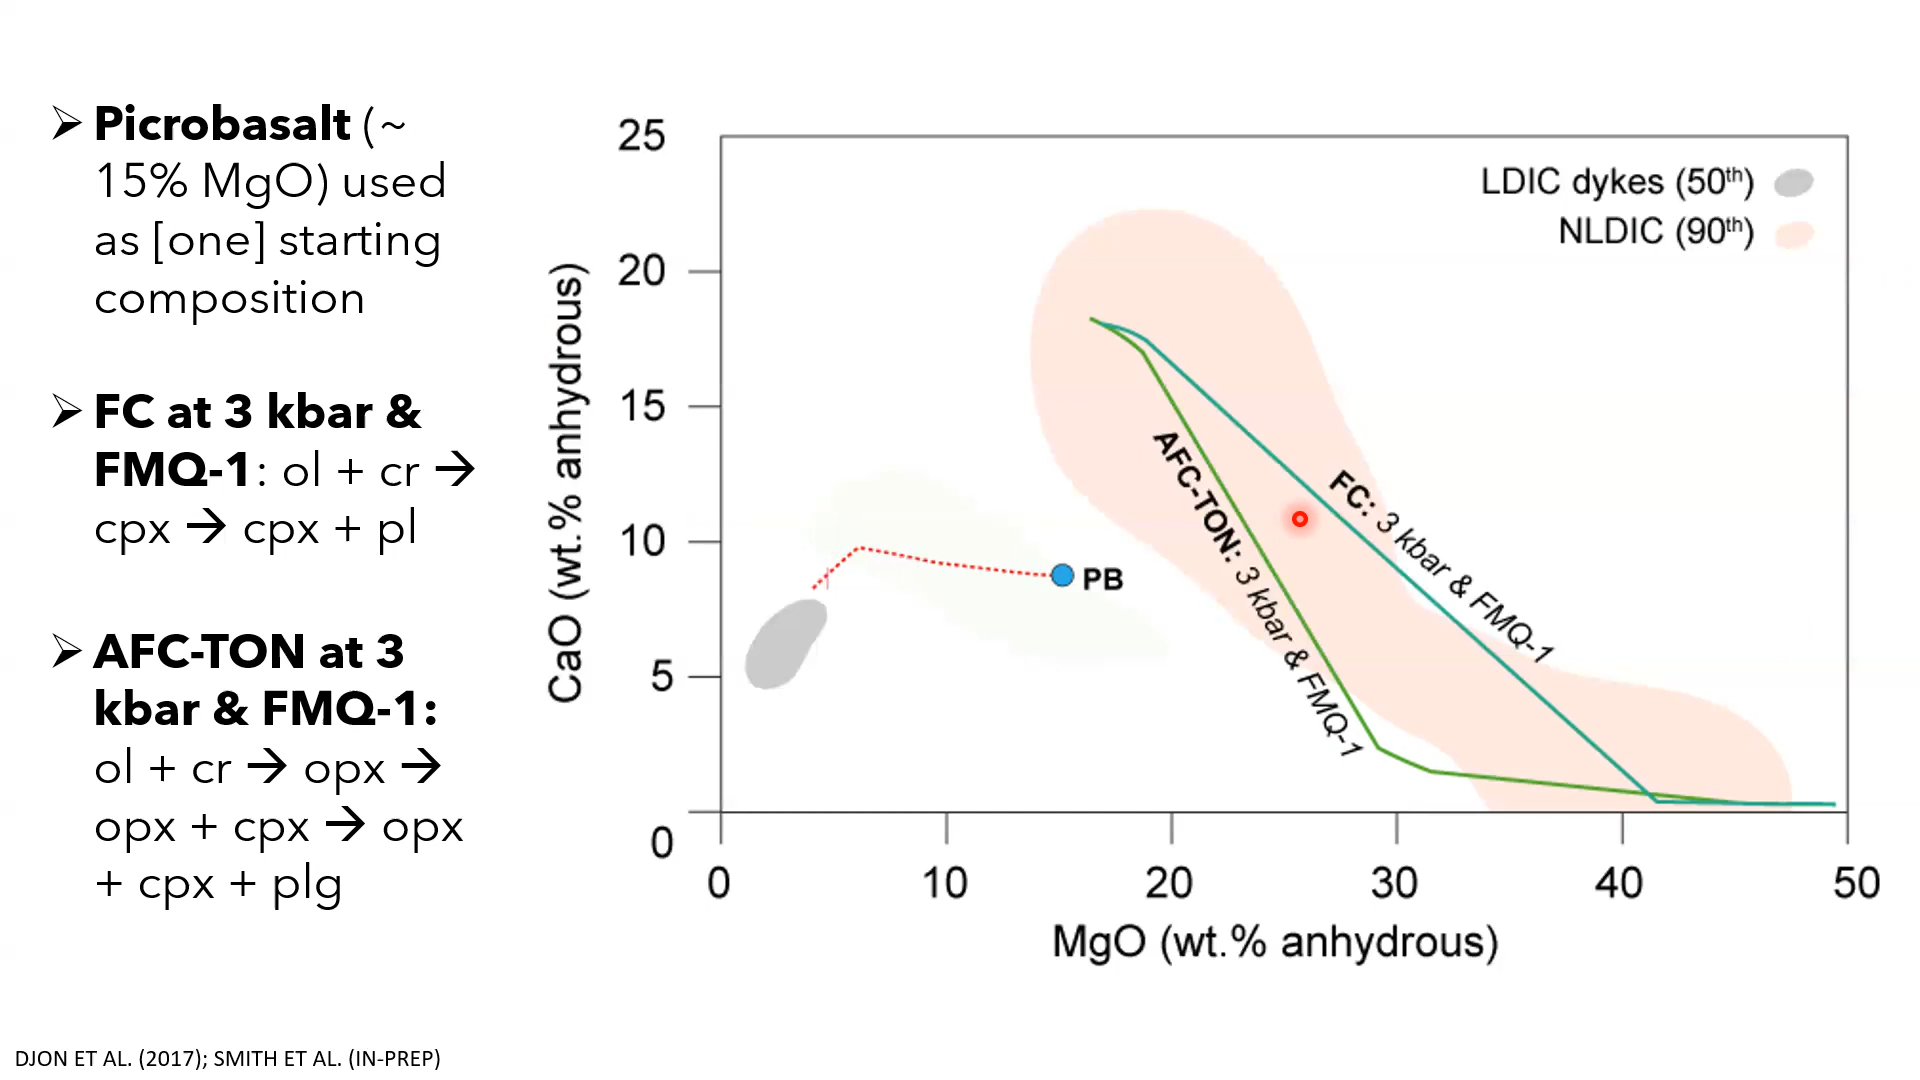 ➢ Picrobasalt (~
15% MgO) used
as [one] starting
composition
➢ FC at 3 kbar &
FMQ-1: ol + cr →
cpx → cpx + pl
➢ AFC-TON at 3
kbar & FMQ-1:
ol + cr → opx →
opx + cpx → opx
+ cpx + plg
DJON ET AL. (2017); SMITH ET AL. (IN-PREP)
CaO (wt.% anhydrous)
25
20
15
10
5
0
LDIC dykes (50th)
NLDIC (90th)
AFC-TON: 3 kbar & FMQ-1
FC: 3 kbar & FMQ-1
PB
0 10 20 30 40 50
MgO (wt.% anhydrous)